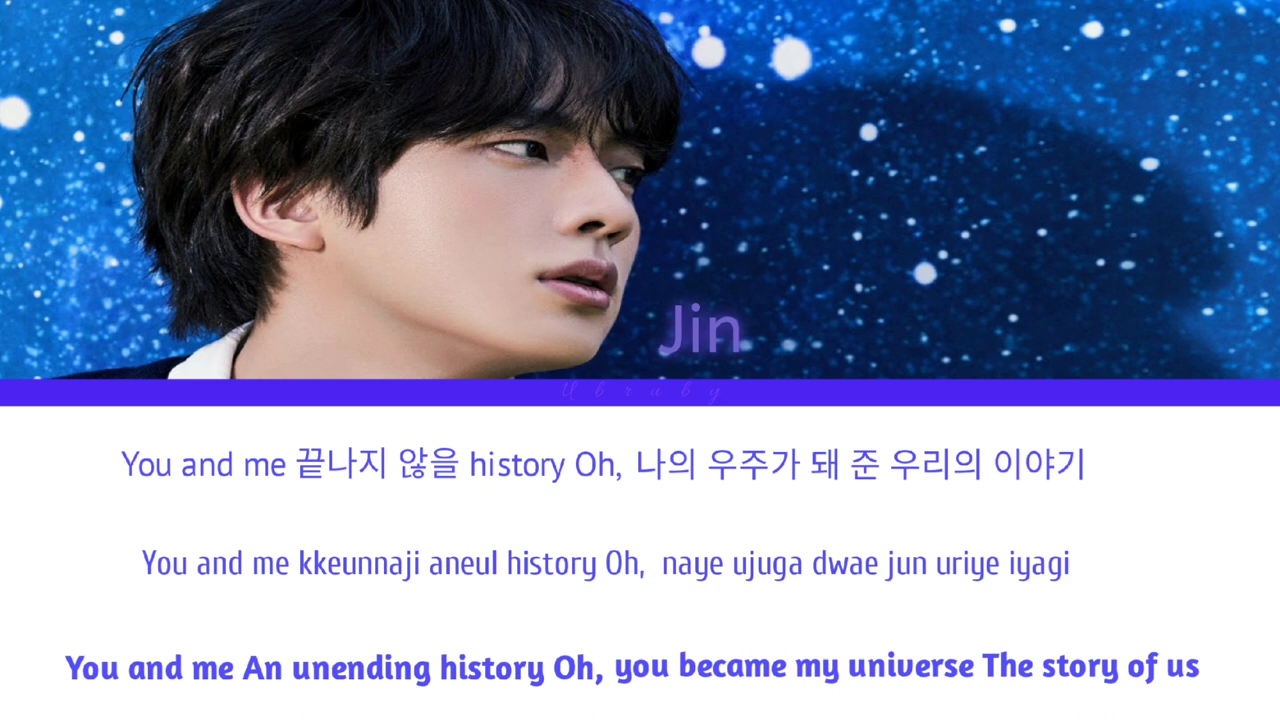 Jin
tl b r u b y
You and me 끝나지 않을 history Oh, 나의 우주가 돼 준 우리의 이야기
You and me kkeunnaji aneul history Oh, naye ujuga dwae jun uriye iyagi
You and me An unending history Oh, you became my universe The story of us